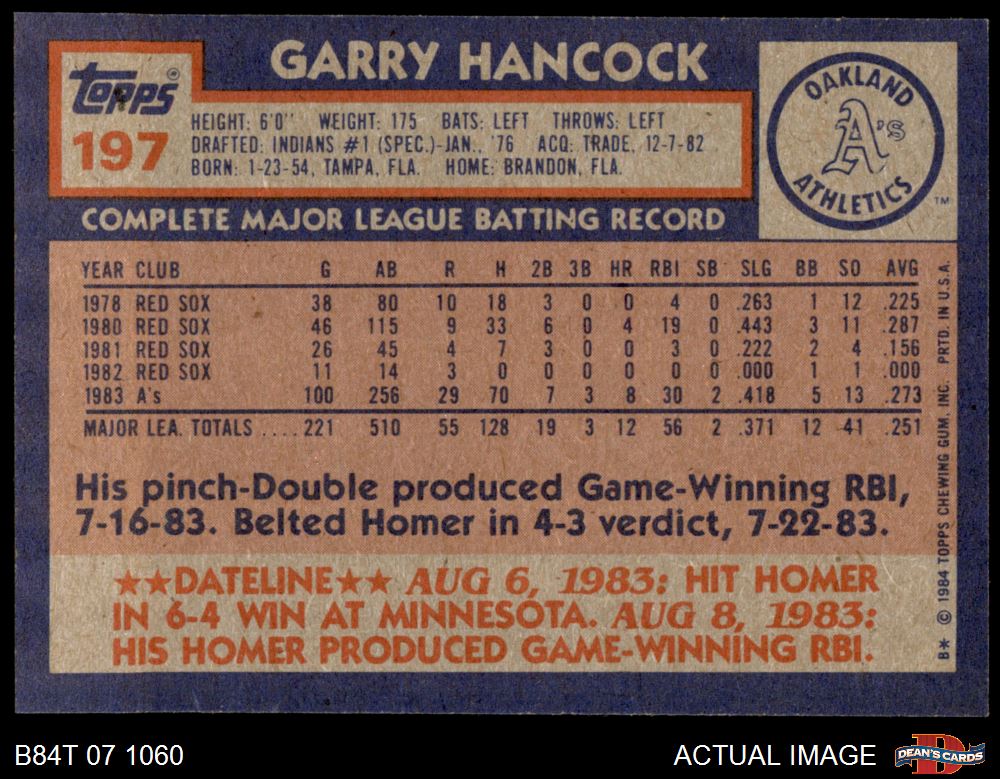 GARRY HANCOCK
Topps®
197
HEIGHT: 6'0" WEIGHT: 175 BATS: LEFT THROWS: LEFT
DRAFTED: INDIANS #1 (SPEC.)-JAN., '76 ACQ: TRADE, 12-7-82
BORN: 1-23-54, TAMPA, FLA. HOME: BRANDON, FLA.
OAKLAND
A's
ATHLETICS
TM
COMPLETE MAJOR LEAGUE BATTING RECORD
YEAR CLUB G AB R H 2B 3B HR RBI SB SLG BB SO AVG
1978 RED SOX 38 80 10 18 3 0 0 4 0 .263 1 12 .225
1980 RED SOX 46 115 9 33 6 0 4 19 0 .443 3 11 .287
1981 RED SOX 26 45 4 7 3 0 0 3 0 .222 2 4 .156
1982 RED SOX 11 14 3 0 0 0 0 0 0 .000 1 1 .000
1983 A's 100 256 29 70 7 3 8 30 2 .418 5 13 .273
MAJOR LEA. TOTALS .... 221 510 55 128 19 3 12 56 2 .371 12 41 .251
His pinch-Double produced Game-Winning RBI,
7-16-83. Belted Homer in 4-3 verdict, 7-22-83.
★★DATELINE★★ AUG 6, 1983: HIT HOMER
IN 6-4 WIN AT MINNESOTA. AUG 8, 1983:
HIS HOMER PRODUCED GAME-WINNING RBI.
B* © 1984 TOPPS CHEWING GUM, INC. PRTD. IN U.S.A.
B84T 07 1060
ACTUAL IMAGE
DEAN'S CARDS